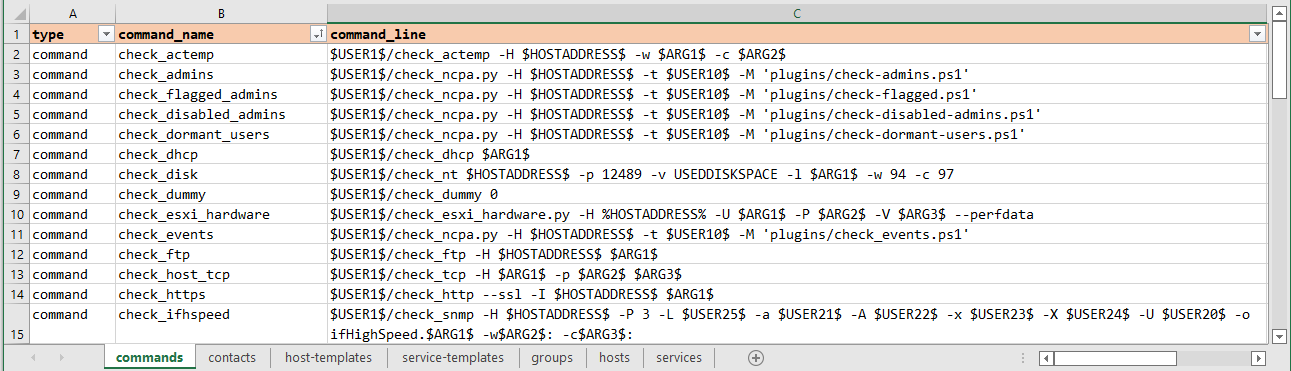 A B C
1 type command_name command_line
2 command check_actemp $USER1$/check_actemp -H $HOSTADDRESS$ -w $ARG1$ -c $ARG2$
3 command check_admins $USER1$/check_ncpa.py -H $HOSTADDRESS$ -t $USER10$ -M 'plugins/check-admins.ps1'
4 command check_flagged_admins $USER1$/check_ncpa.py -H $HOSTADDRESS$ -t $USER10$ -M 'plugins/check-flagged.ps1'
5 command check_disabled_admins $USER1$/check_ncpa.py -H $HOSTADDRESS$ -t $USER10$ -M 'plugins/check-disabled-admins.ps1'
6 command check_dormant_users $USER1$/check_ncpa.py -H $HOSTADDRESS$ -t $USER10$ -M 'plugins/check-dormant-users.ps1'
7 command check_dhcp $USER1$/check_dhcp $ARG1$
8 command check_disk $USER1$/check_nt $HOSTADDRESS$ -p 12489 -v USEDDISKSPACE -l $ARG1$ -w 94 -c 97
9 command check_dummy $USER1$/check_dummy 0
10 command check_esxi_hardware $USER1$/check_esxi_hardware.py -H %HOSTADDRESS% -U $ARG1$ -P $ARG2$ -V $ARG3$ --perfdata
11 command check_events $USER1$/check_ncpa.py -H $HOSTADDRESS$ -t $USER10$ -M 'plugins/check_events.ps1'
12 command check_ftp $USER1$/check_ftp -H $HOSTADDRESS$ $ARG1$
13 command check_host_tcp $USER1$/check_tcp -H $ARG1$ -p $ARG2$ $ARG3$
14 command check_https $USER1$/check_http --ssl -I $HOSTADDRESS$ $ARG1$
command check_ifhspeed $USER1$/check_snmp -H $HOSTADDRESS$ -P 3 -L $USER25$ -a $USER21$ -A $USER22$ -x $USER23$ -X $USER24$ -U $USER20$ -o
15 ifHighSpeed.$ARG1$ -w$ARG2$: -c$ARG3$:
commands contacts host-templates service-templates groups hosts services